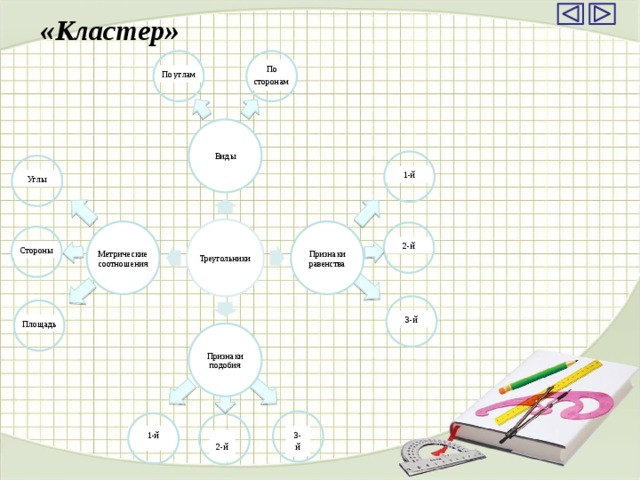 «Кластер»
По углам
По
сторонам
Виды
Углы
1-й
Стороны
2-й
Метрические
соотношения
Треугольники
Признаки
равенства
Площадь
3-й
Признаки
подобия
1-й
2-й
3-
й